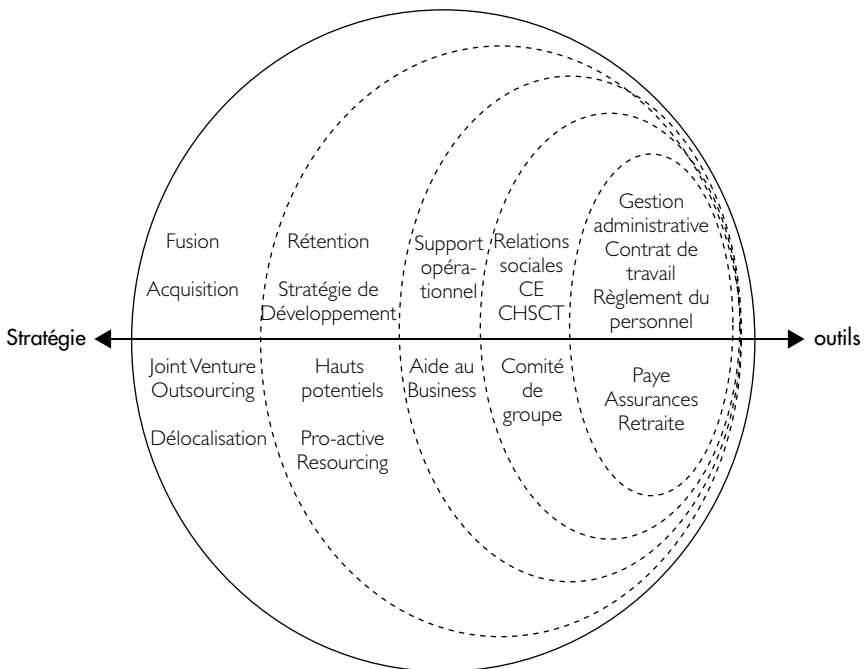 Fusion
Acquisition
Rétention
Stratégie de
Développement
Support
opéra-
tionnel
Relations
sociales
CE
CHSCT
Gestion
administrative
Contrat de
travail
Règlement du
personnel
Stratégie
outils
Joint Venture
Outsourcing
Délocalisation
Hauts
potentiels
Pro-active
Resourcing
Aide au
Business
Comité
de
groupe
Paye
Assurances
Retraite